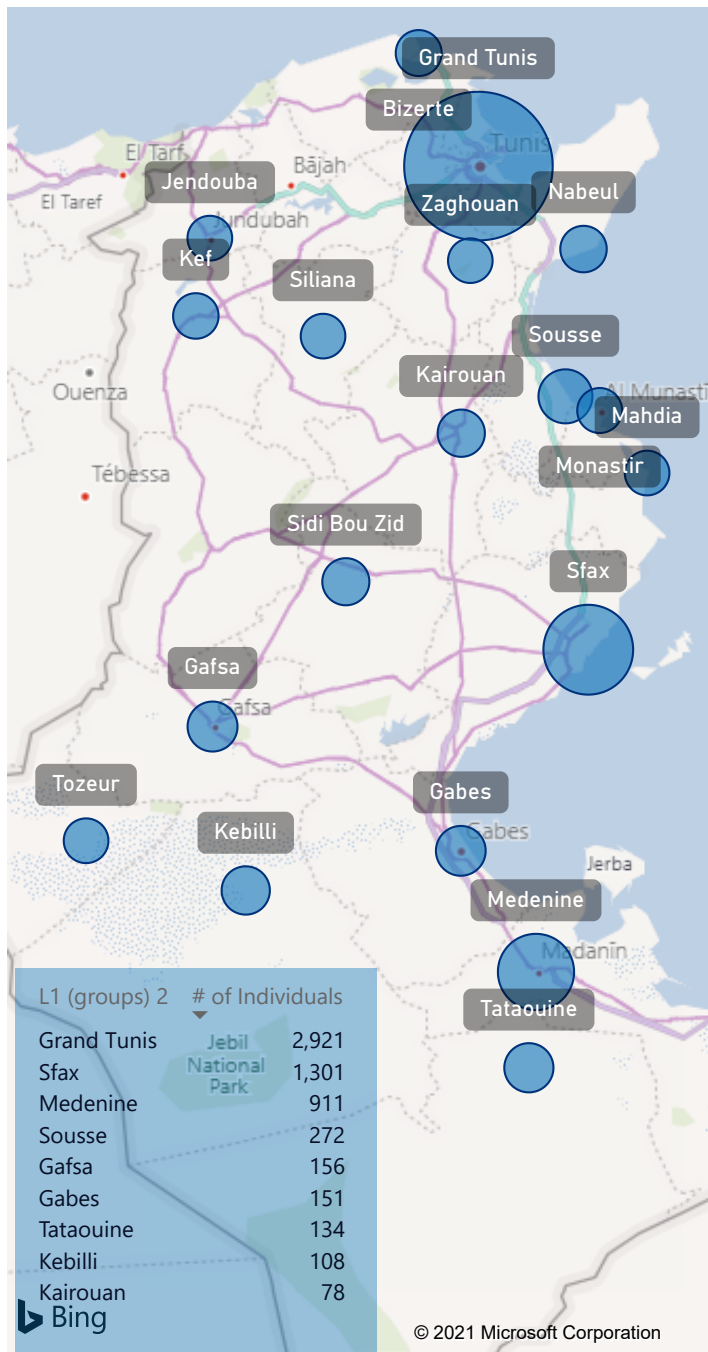 Grand Tunis
Bizerte
Tunis
El Tarf
Bājah
Jendouba
El Taref
Zaghouan
Nabeul
Jundubah
Kef
Siliana
Sousse
Kairouan
Ouenza
Al Munastī
Mahdia
Monastir
Tébessa
Sidi Bou Zid
Sfax
Gafsa
Gafsa
Tozeur
Gabes
Kebilli
Gabes
Jerba
Medenine
Madanīn
Tataouine
L1 (groups) 2 # of Individuals
Grand Tunis 2,921
Sfax 1,301
Medenine 911
Sousse 272
Gafsa 156
Gabes 151
Tataouine 134
Kebilli 108
Kairouan 78
Jebil
National
Park
Bing
© 2021 Microsoft Corporation